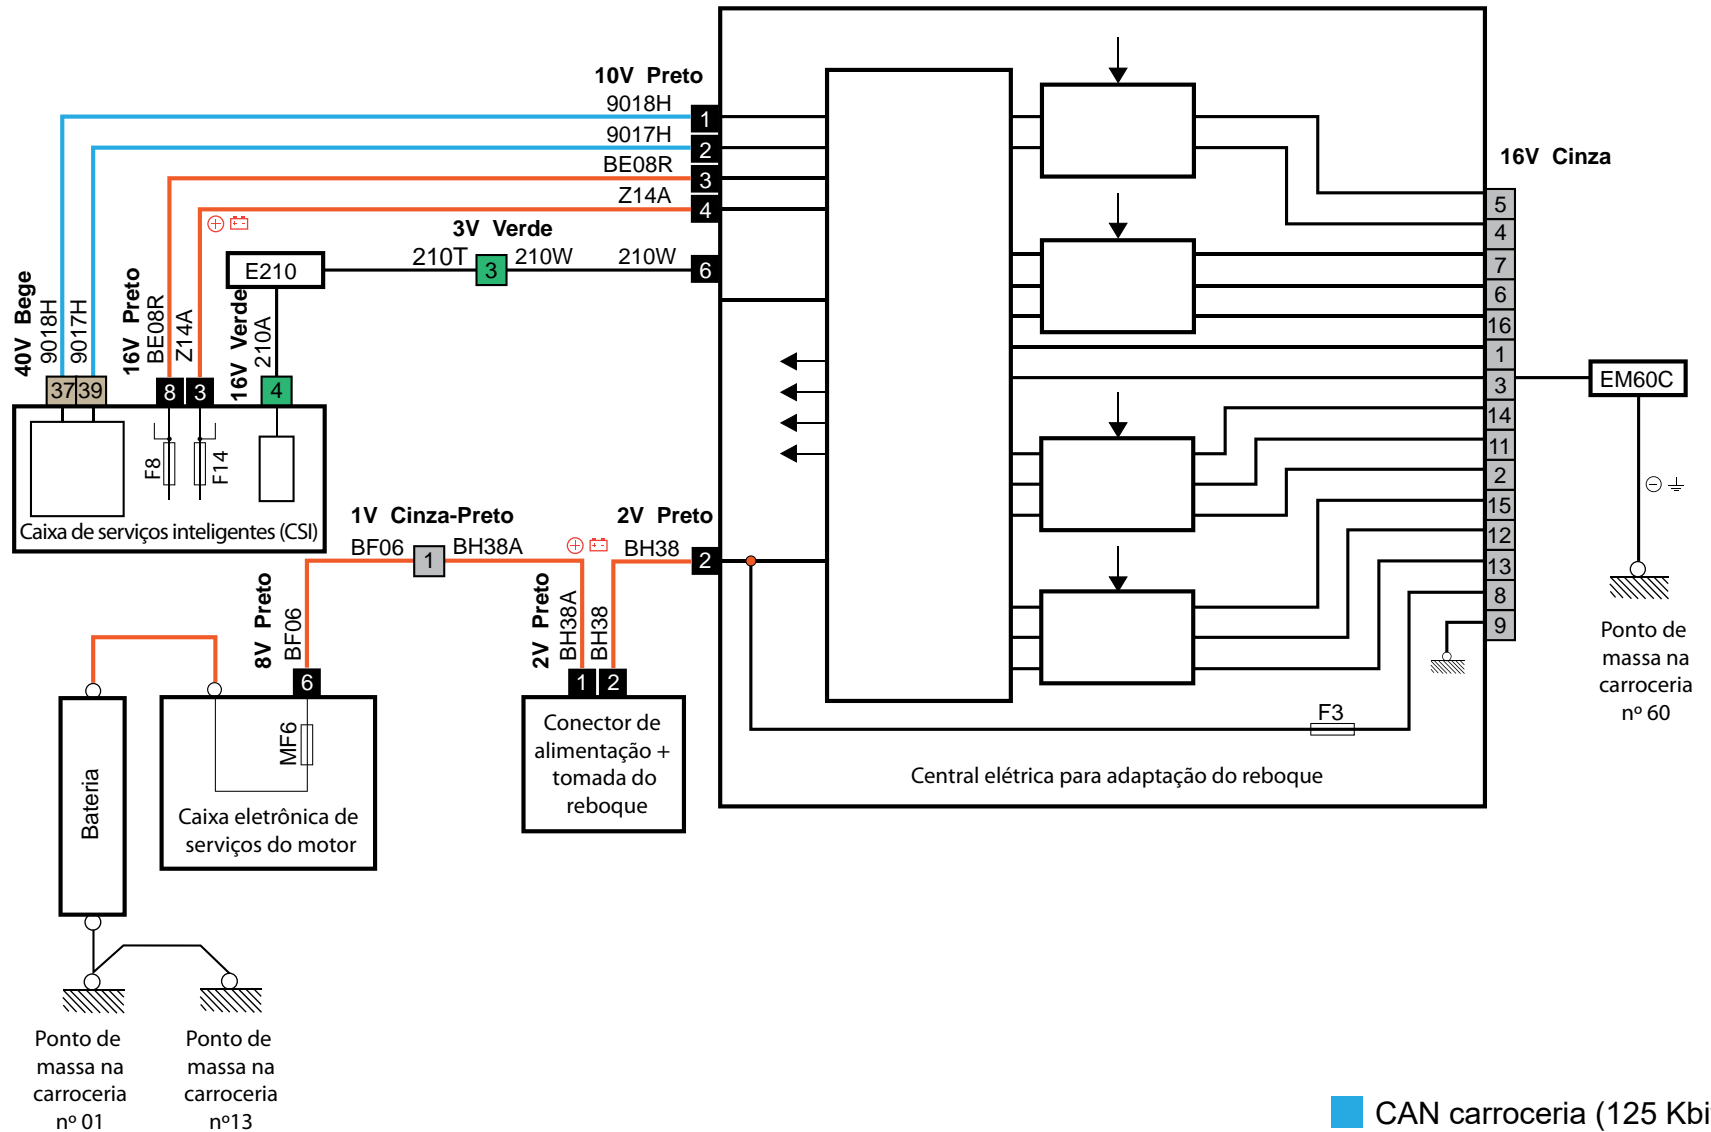 10V Preto
9018H
1
9017H
2
BE08R
3
Z14A
4
3V Verde
210T
3
210W
210W
6
E210
40V Bege
9018H
9017H
16V Preto
BE08R
Z14A
16V Verde
210A
37
39
8
3
4
F8
F14
Caixa de serviços inteligentes (CSI)
1V Cinza-Preto
BF06
1
BH38A
2V Preto
BH38
2
8V Preto
BF06
6
2V Preto
BH38A
BH38
1
2
Bateria
MF6
Caixa eletrônica de
serviços do motor
Conector de
alimentação +
tomada do
reboque
F3
Central elétrica para adaptação do reboque
16V Cinza
5
4
7
6
16
1
3
14
11
2
15
12
13
8
9
EM60C
Ponto de
massa na
carroceria
nº 60
Ponto de
massa na
carroceria
nº 01
Ponto de
massa na
carroceria
nº13
CAN carroceria (125 Kbi